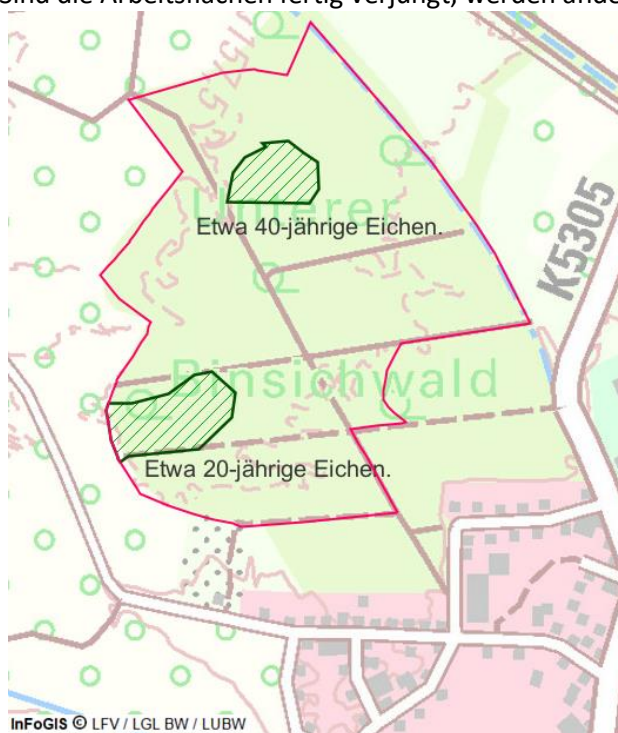 Sind die Arbeitsflächen fertig verjüngt, werden ande
Unterer
Etwa 40-jährige Eichen.
K5305
Binsichwald
Etwa 20-jährige Eichen.
InFoGIS © LFV / LGL BW / LUBW